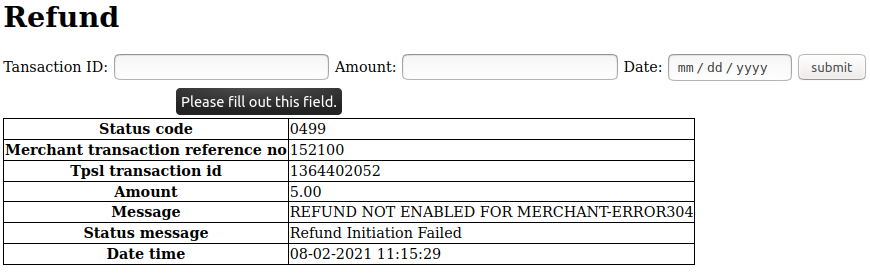 Refund
Tansaction ID: Amount: Date: mm / dd / yyyy submit
Please fill out this field.
Status code 0499
Merchant transaction reference no 152100
Tpsl transaction id 1364402052
Amount 5.00
Message REFUND NOT ENABLED FOR MERCHANT-ERROR304
Status message Refund Initiation Failed
Date time 08-02-2021 11:15:29